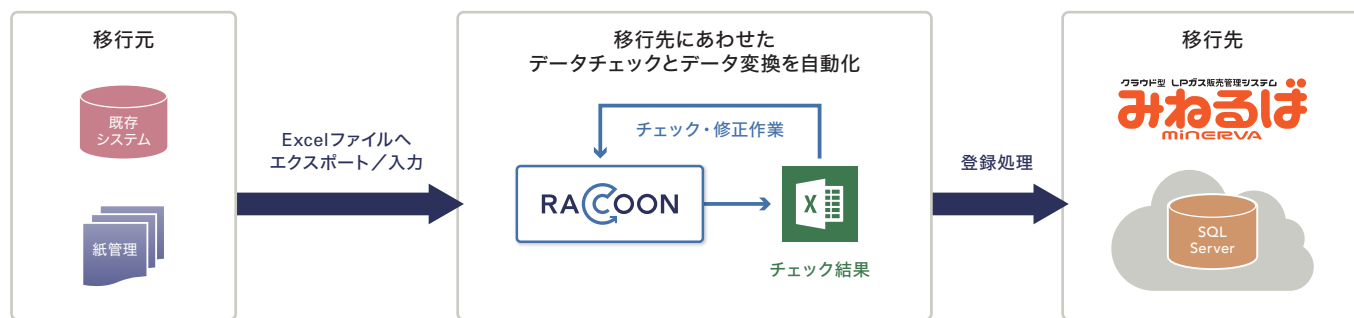 移行元
既存
システム
紙管理
Excelファイルへ
エクスポート／入力
移行先にあわせた
データチェックとデータ変換を自動化
チェック・修正作業
RACCOON
X
チェック結果
登録処理
移行先
クラウド型 LPガス販売管理システム
みねるば
MINERVA
SQL
Server